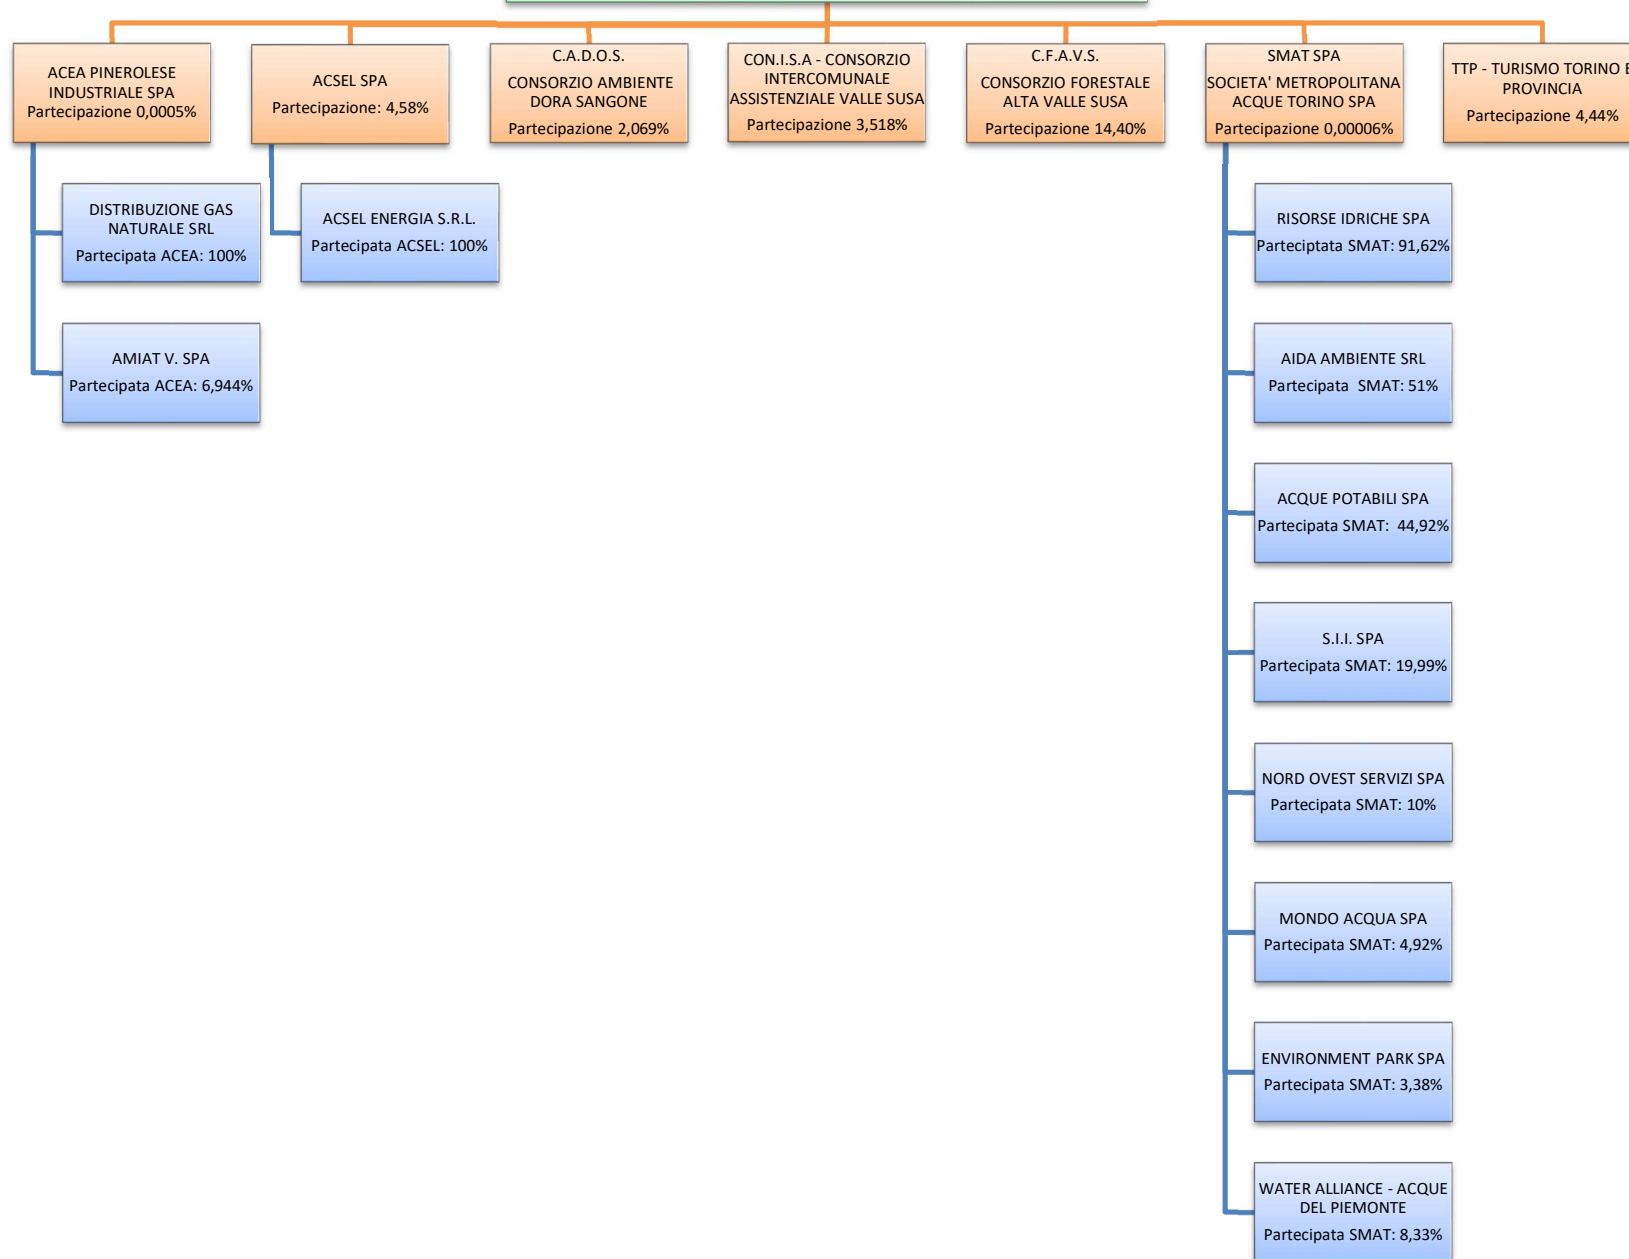 ACEA PINEROLESE
INDUSTRIALE SPA
Partecipazione 0,0005%
ACSEL SPA
Partecipazione: 4,58%
C.A.D.O.S.
CONSORZIO AMBIENTE
DORA SANGONE
Partecipazione 2,069%
CON.I.S.A - CONSORZIO
INTERCOMUNALE
ASSISTENZIALE VALLE SUSA
Partecipazione 3,518%
C.F.A.V.S.
CONSORZIO FORESTALE
ALTA VALLE SUSA
Partecipazione 14,40%
SMAT SPA
SOCIETA' METROPOLITANA
ACQUE TORINO SPA
Partecipazione 0,00006%
TTP - TURISMO TORINO E
PROVINCIA
Partecipazione 4,44%
DISTRIBUZIONE GAS
NATURALE SRL
Partecipata ACEA: 100%
ACSEL ENERGIA S.R.L.
Partecipata ACSEL: 100%
RISORSE IDRICHE SPA
Parteciptata SMAT: 91,62%
AMIAT V. SPA
Partecipata ACEA: 6,944%
AIDA AMBIENTE SRL
Partecipata  SMAT: 51%
ACQUE POTABILI SPA
Partecipata SMAT:  44,92%
S.I.I. SPA
Partecipata SMAT: 19,99%
NORD OVEST SERVIZI SPA
Partecipata SMAT: 10%
MONDO ACQUA SPA
Partecipata SMAT: 4,92%
ENVIRONMENT PARK SPA
Partecipata SMAT: 3,38%
WATER ALLIANCE - ACQUE
DEL PIEMONTE
Partecipata SMAT: 8,33%